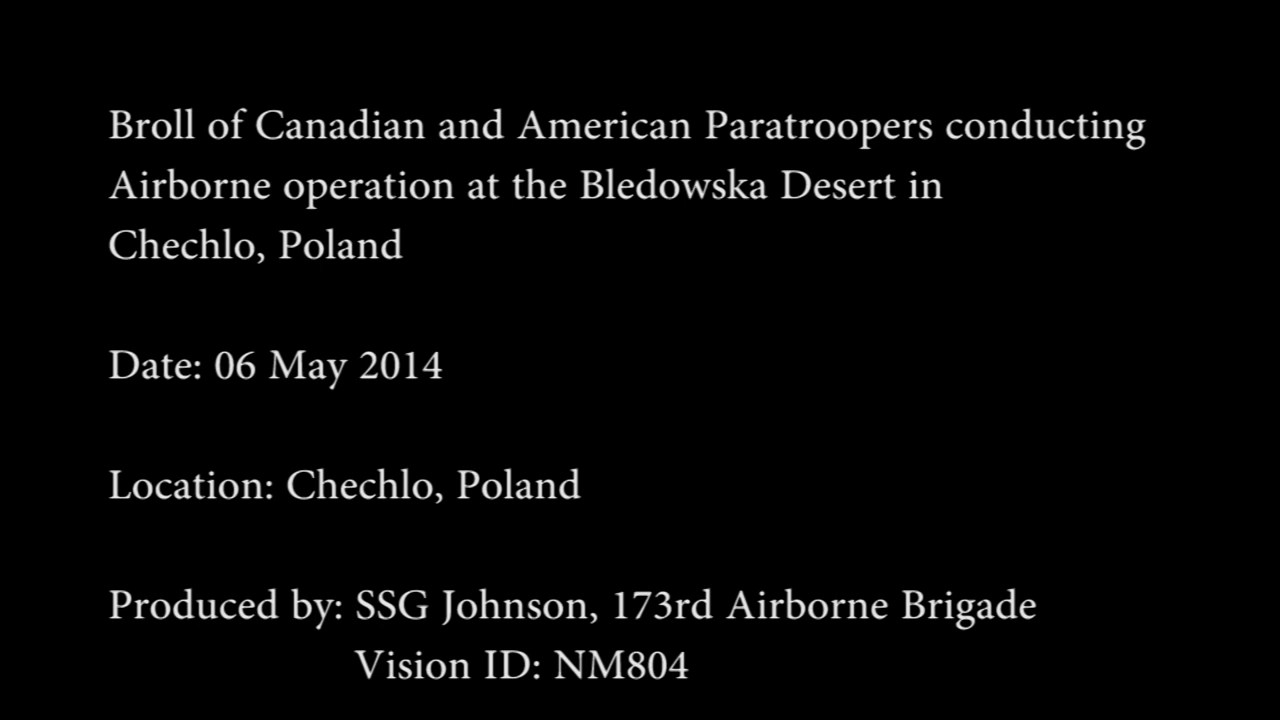 Broll of Canadian and American Paratroopers conducting
Airborne operation at the Bledowska Desert in
Chechlo, Poland
Date: 06 May 2014
Location: Chechlo, Poland
Produced by: SSG Johnson, 173rd Airborne Brigade
Vision ID: NM804